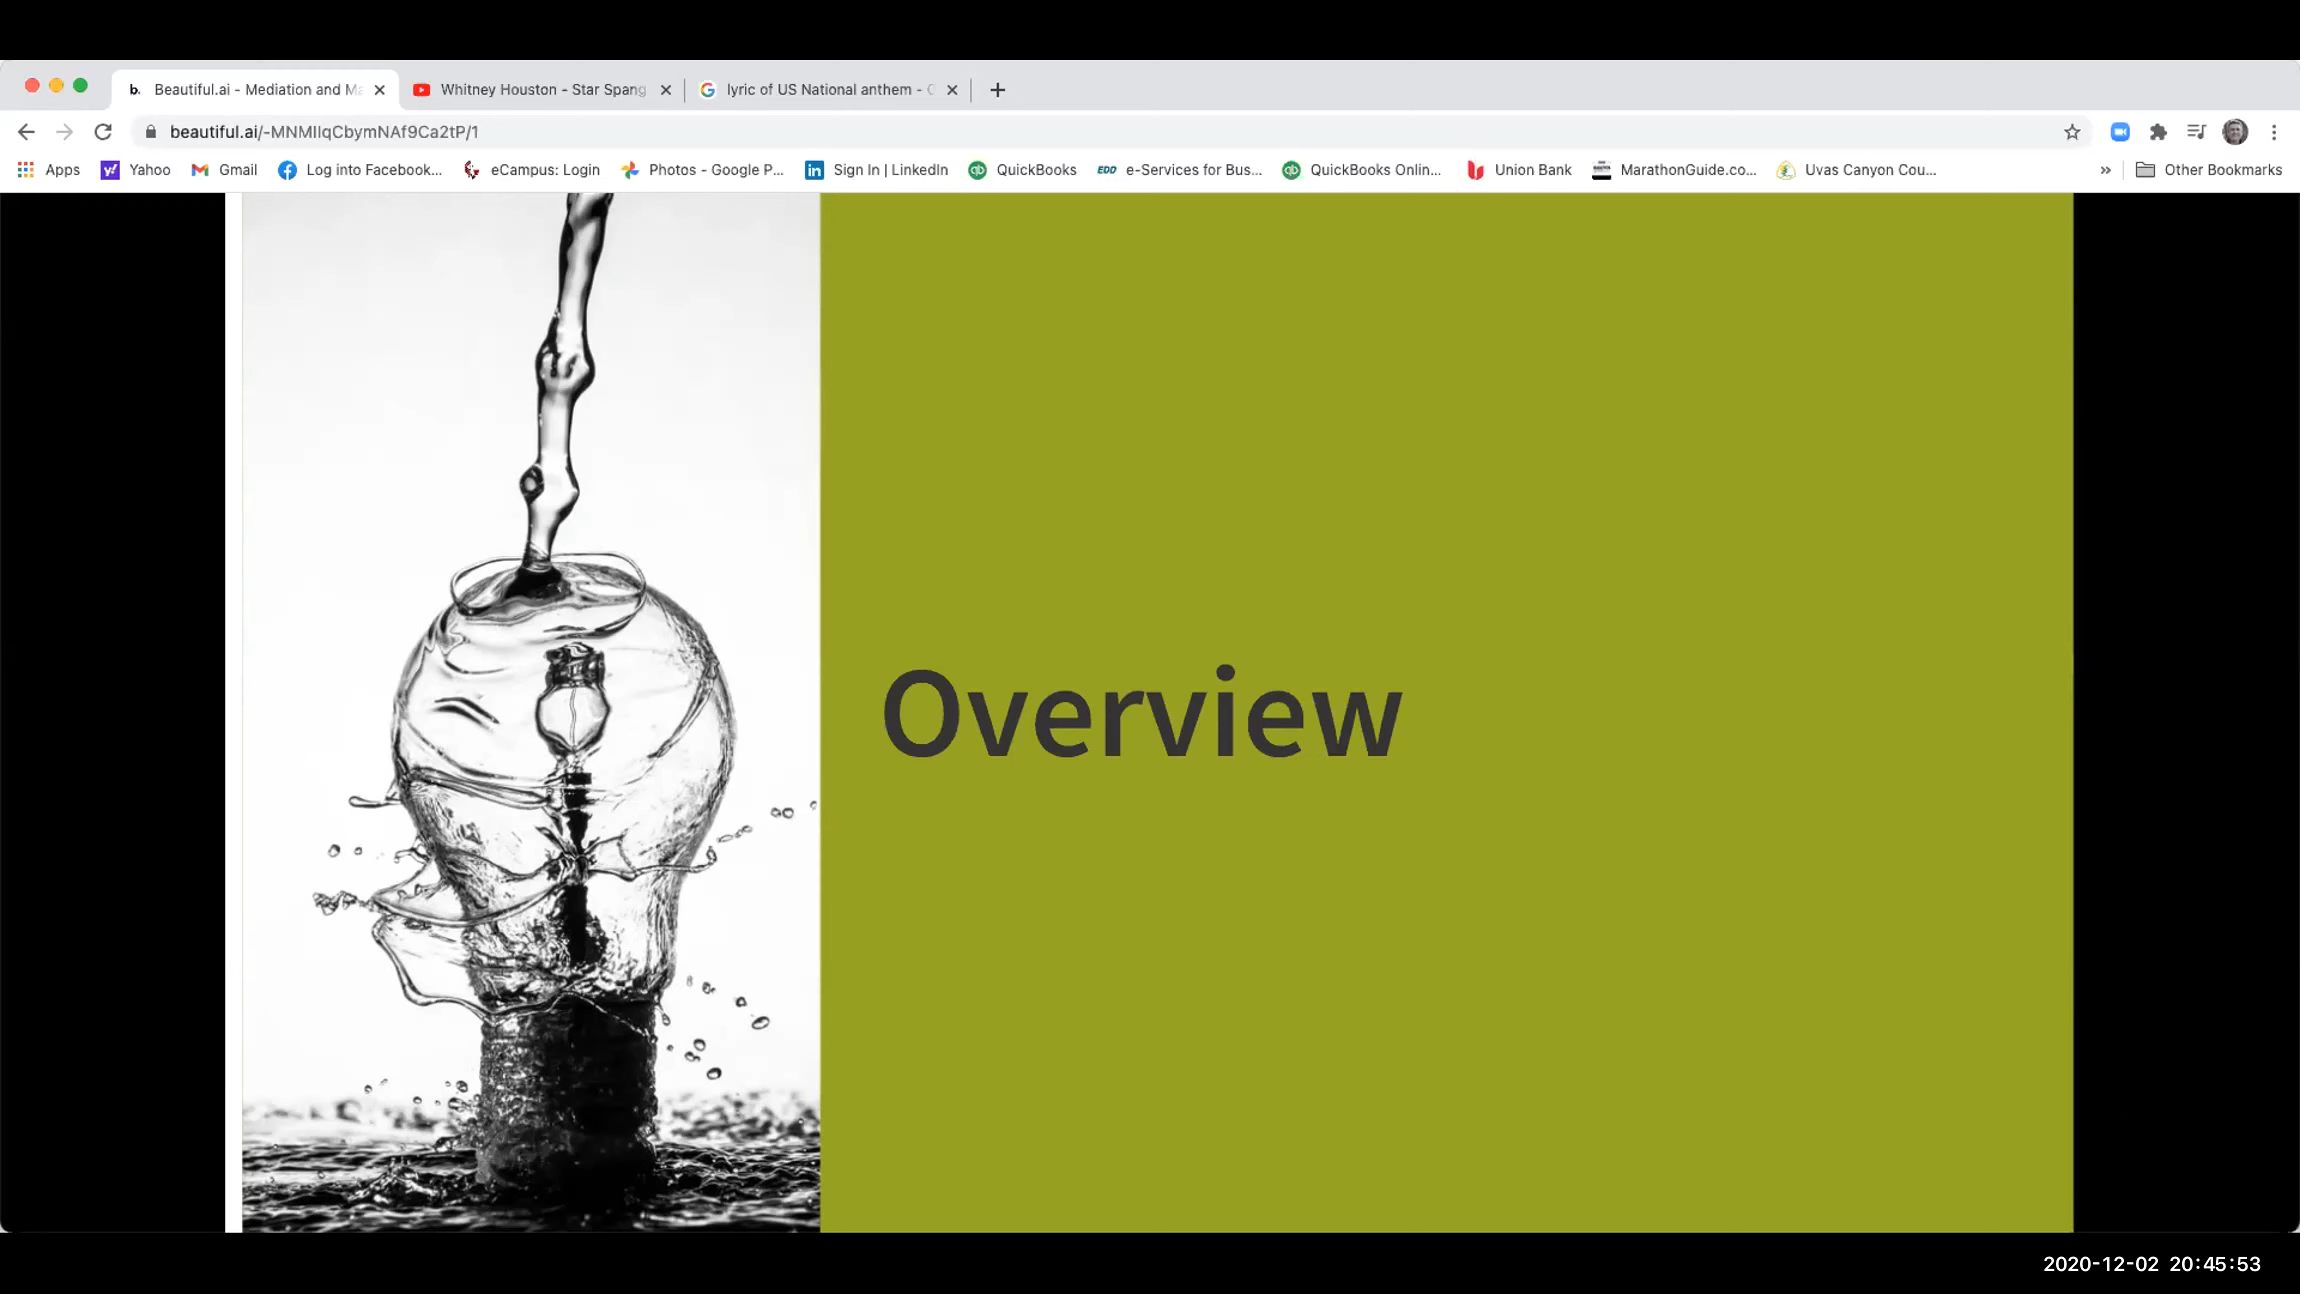 b. Beautiful.ai - Mediation and Ma
Whitney Houston - Star Spang
lyric of US National anthem - G
beautiful.ai/-MNMIlqCbymNAf9Ca2tP/1
Apps Yahoo Gmail Log into Facebook... eCampus: Login Photos - Google P... Sign In | LinkedIn QuickBooks EDD e-Services for Bus... QuickBooks Onlin... Union Bank MarathonGuide.co... Uvas Canyon Cou... » Other Bookmarks
Overview
2020-12-02 20:45:53